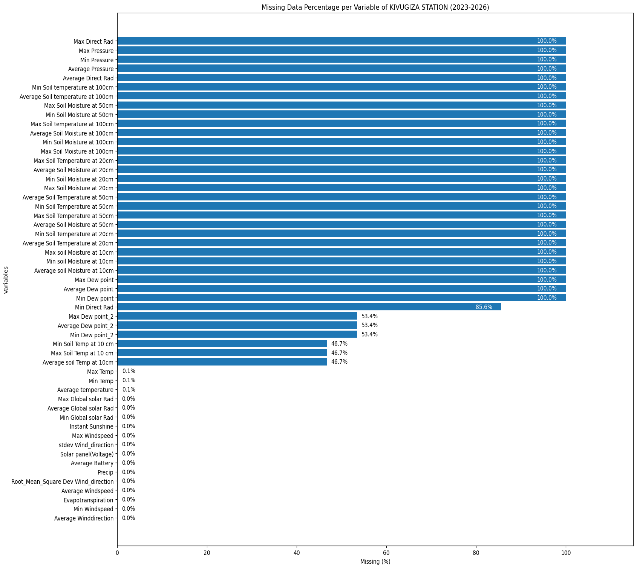 Missing Data Percentage per Variable of KIVUGIZA STATION (2023-2026)
Max Direct Rad 100.0%
Max Pressure 100.0%
Min Pressure 100.0%
Average Pressure 100.0%
Average Direct Rad 100.0%
Min Soil temperature at 100cm 100.0%
Average Soil temperature at 100cm 100.0%
Max Soil Moisture at 50cm 100.0%
Min Soil Moisture at 50cm 100.0%
Max Soil temperature at 100cm 100.0%
Average Soil Moisture at 100cm 100.0%
Min Soil Moisture at 100cm 100.0%
Max Soil Moisture at 100cm 100.0%
Max Soil Temperature at 20cm 100.0%
Average Soil Moisture at 20cm 100.0%
Min Soil Moisture at 20cm 100.0%
Max Soil Moisture at 20cm 100.0%
Average Soil Temperature at 50cm 100.0%
Min Soil Temperature at 50cm 100.0%
Max Soil Temperature at 50cm 100.0%
Average Soil Moisture at 50cm 100.0%
Min Soil Temperature at 20cm 100.0%
Average Soil Temperature at 20cm 100.0%
Max soil Moisture at 10cm 100.0%
Min soil Moisture at 10cm 100.0%
Average soil Moisture at 10cm 100.0%
Max Dew point 100.0%
Average Dew point 100.0%
Min Dew point 100.0%
Min Direct Rad 85.6%
Max Dew point_2 53.4%
Average Dew point_2 53.4%
Min Dew point_2 53.4%
Min Soil Temp at 10 cm 46.7%
Max Soil Temp at 10 cm 46.7%
Average soil Temp at 10cm 46.7%
Max Temp 0.1%
Min Temp 0.1%
Average temperature 0.1%
Max Global solar Rad 0.0%
Average Global solar Rad 0.0%
Min Global solar Rad 0.0%
Instant Sunshine 0.0%
Max Windspeed 0.0%
stdev Wind_direction 0.0%
Solar panel(Voltage) 0.0%
Average Battery 0.0%
Precip 0.0%
Root_Mean_Square Dev Wind_direction 0.0%
Average Windspeed 0.0%
Evapotranspiration 0.0%
Min Windspeed 0.0%
Average Winddirection 0.0%
Variables
0 20 40 60 80 100
Missing (%)